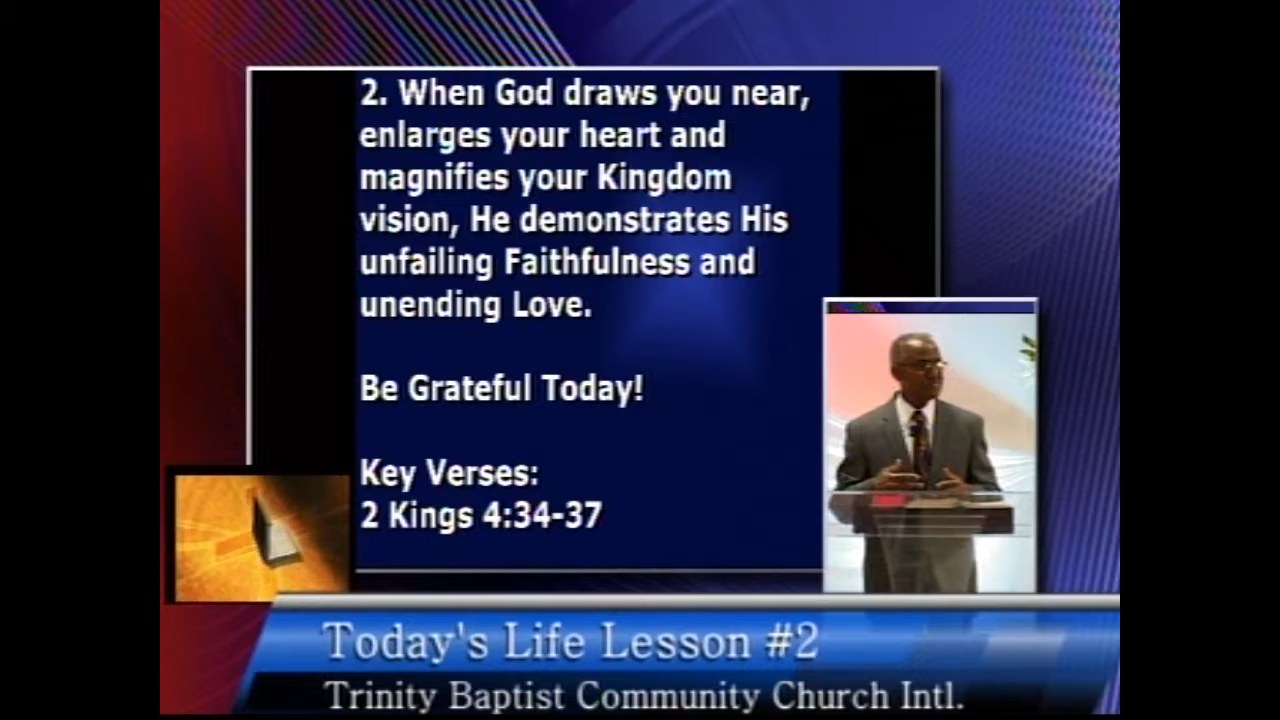 2. When God draws you near,
enlarges your heart and
magnifies your Kingdom
vision, He demonstrates His
unfailing Faithfulness and
unending Love.
Be Grateful Today!
Key Verses:
2 Kings 4:34-37
Today's Life Lesson #2
Trinity Baptist Community Church Intl.